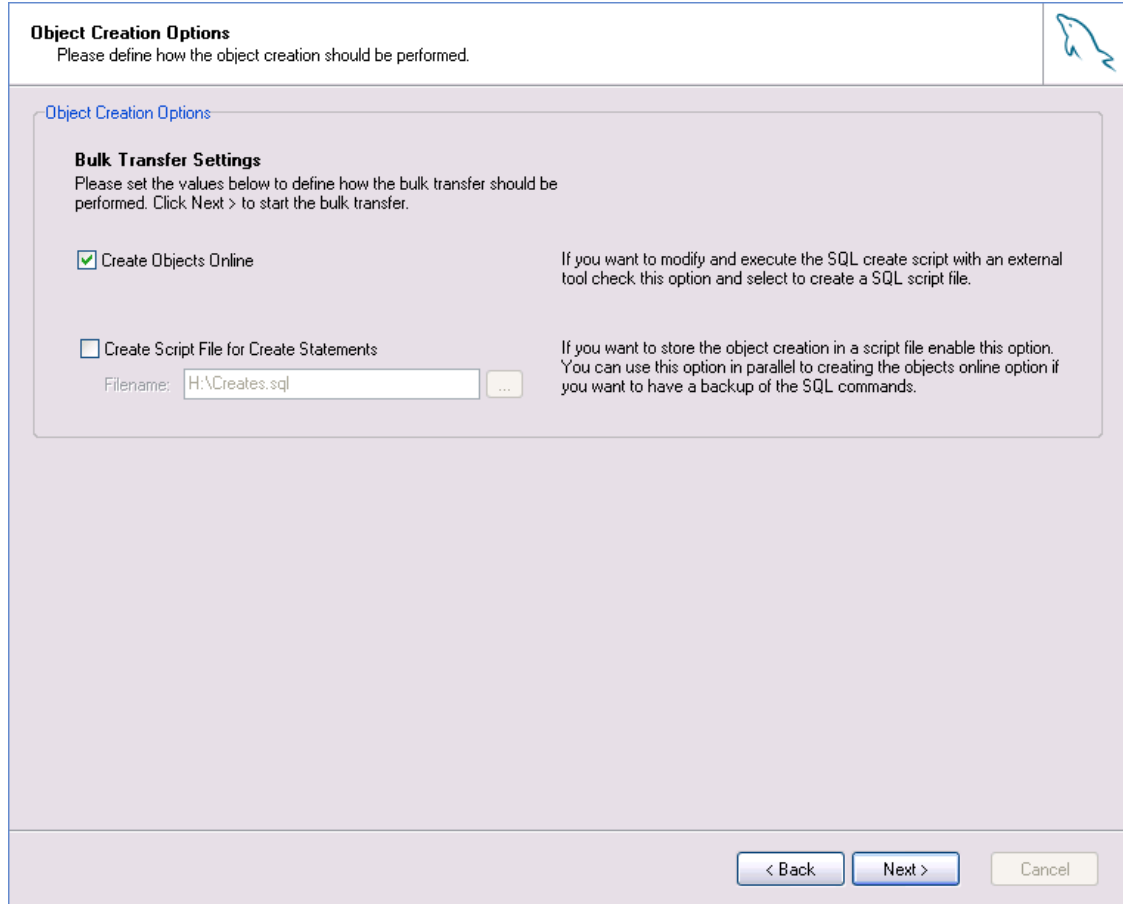 Object Creation Options
Please define how the object creation should be performed.
Object Creation Options
Bulk Transfer Settings
Please set the values below to define how the bulk transfer should be
performed. Click Next > to start the bulk transfer.
Create Objects Online
If you want to modify and execute the SQL create script with an external
tool check this option and select to create a SQL script file.
Create Script File for Create Statements
If you want to store the object creation in a script file enable this option.
You can use this option in parallel to creating the objects online option if
you want to have a backup of the SQL commands.
Filename: H:\Creates.sql ...
< Back Next > Cancel